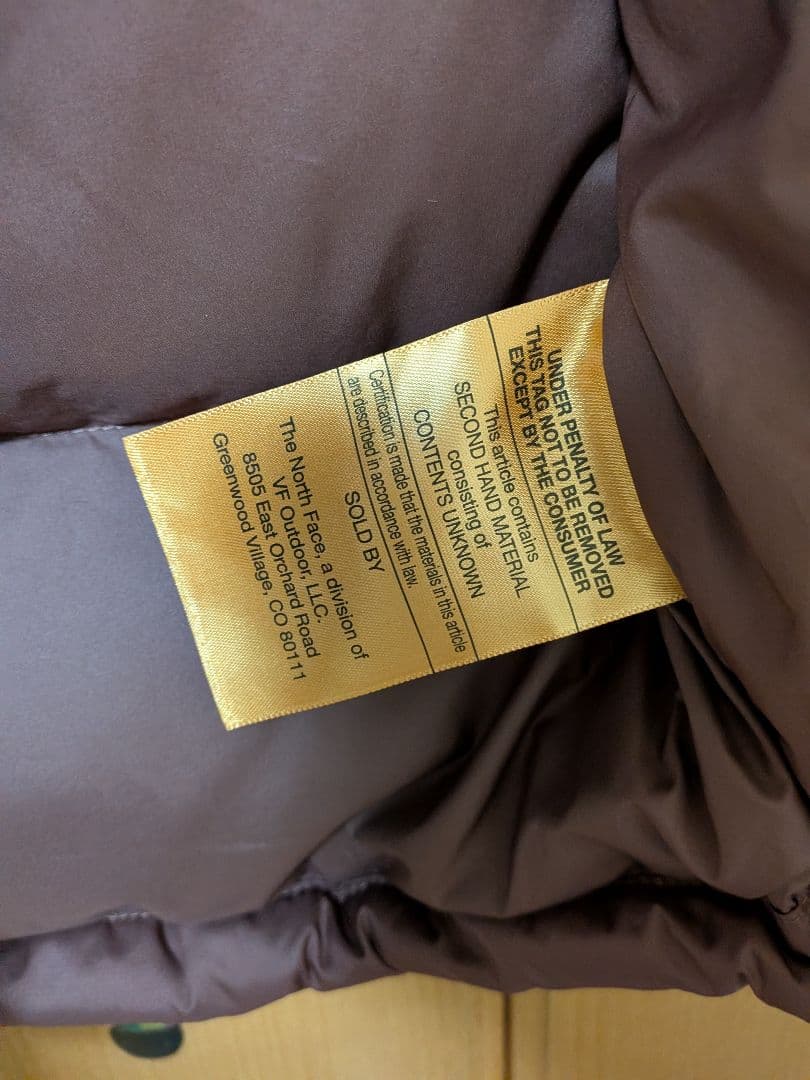 UNDER PENALTY OF LAW
THIS TAG NOT TO BE REMOVED
EXCEPT BY THE CONSUMER
This article contains
SECOND HAND MATERIAL
consisting of
CONTENTS UNKNOWN
Certification is made that the materials in this article
are described in accordance with law.
SOLD BY
The North Face, a division of
VF Outdoor, LLC.
8505 East Orchard Road
Greenwood Village, CO 80111